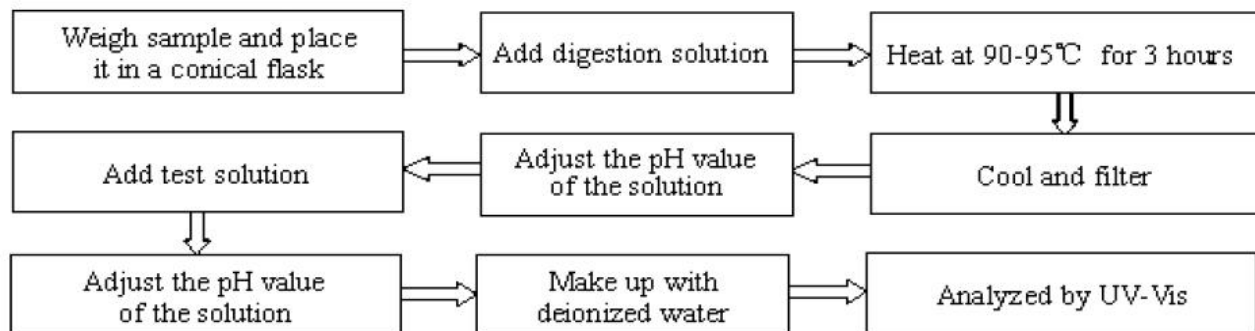 Weigh sample and place
it in a conical flask
Add digestion solution
Heat at 90-95℃ for 3 hours
Cool and filter
Adjust the pH value
of the solution
Add test solution
Adjust the pH value
of the solution
Make up with
deionized water
Analyzed by UV-Vis